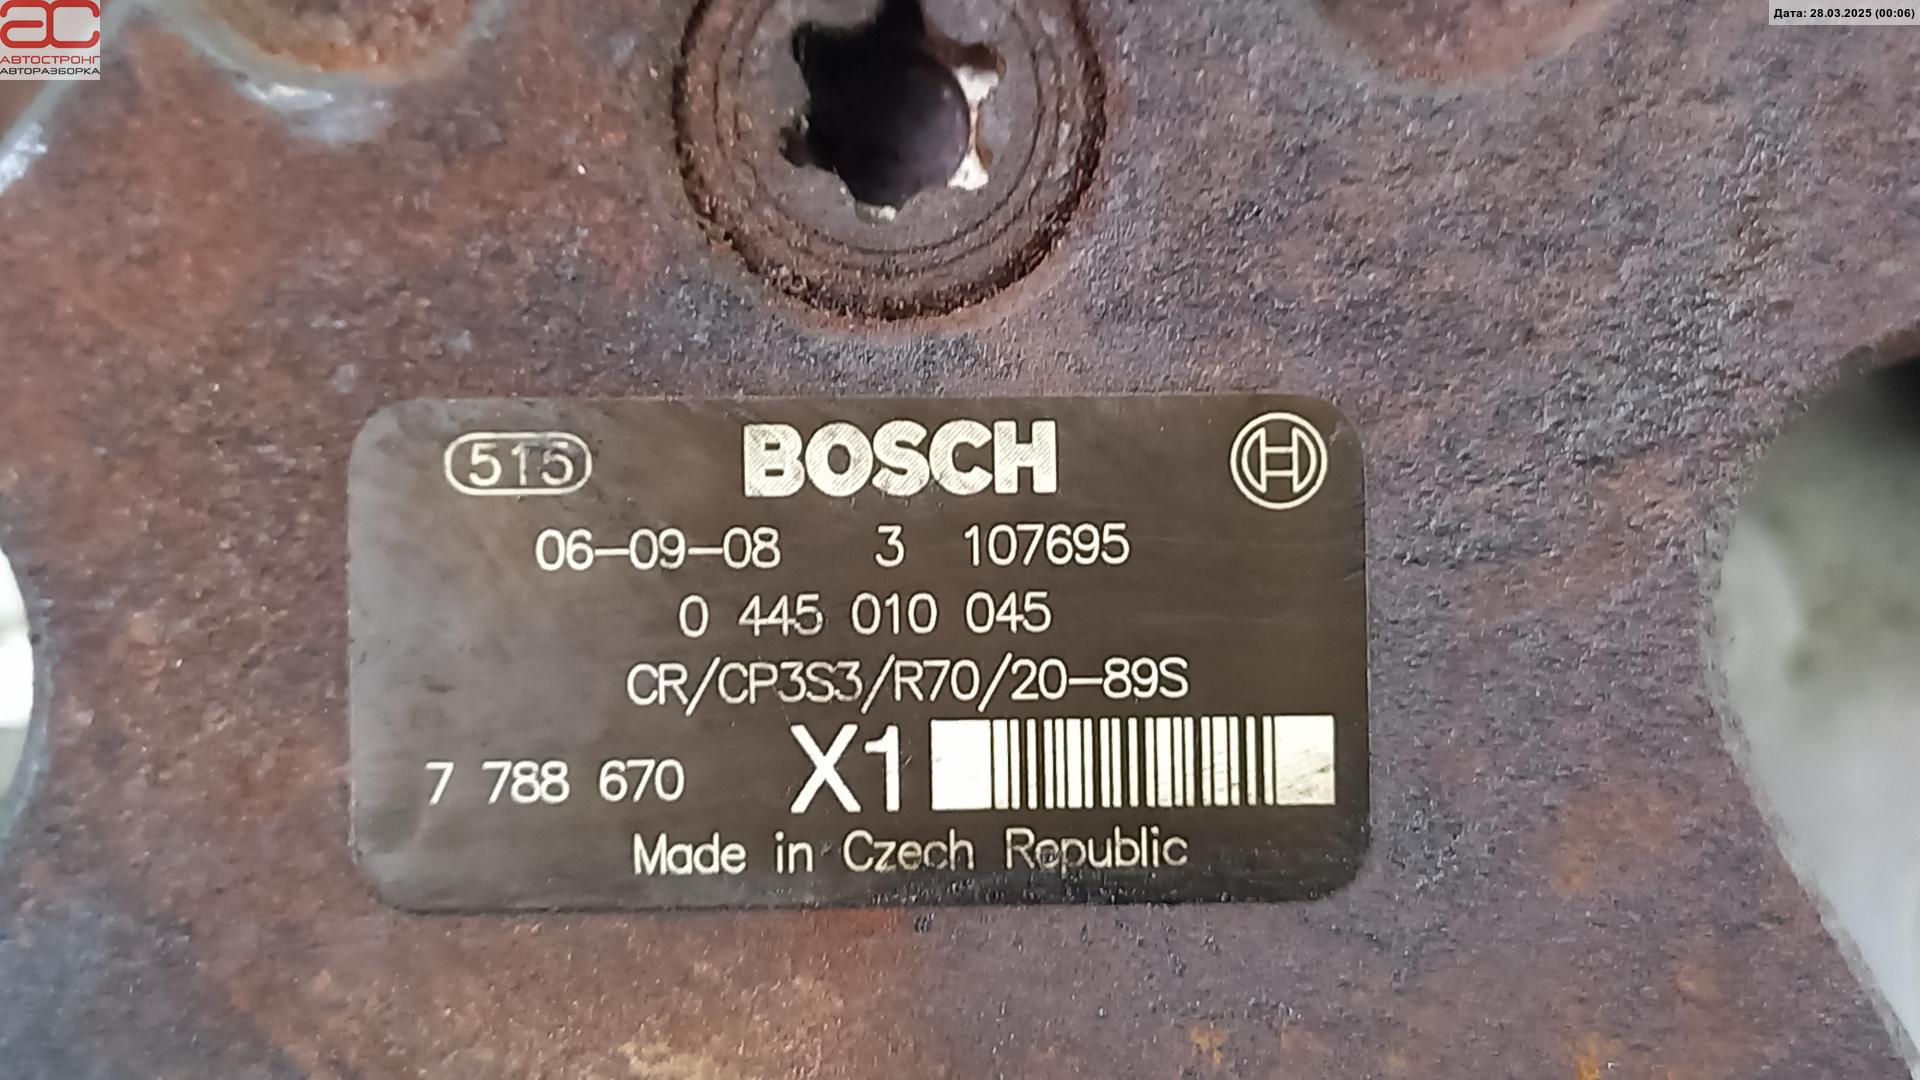 ac
АВТОСТРОНГ
АВТОРАЗБОРКА
Дата: 28.03.2025 (00:06)
515 BOSCH
06-09-08 3 107695
0 445 010 045
CR/CP3S3/R70/20-89S
7 788 670 X1
Made in Czech Republic